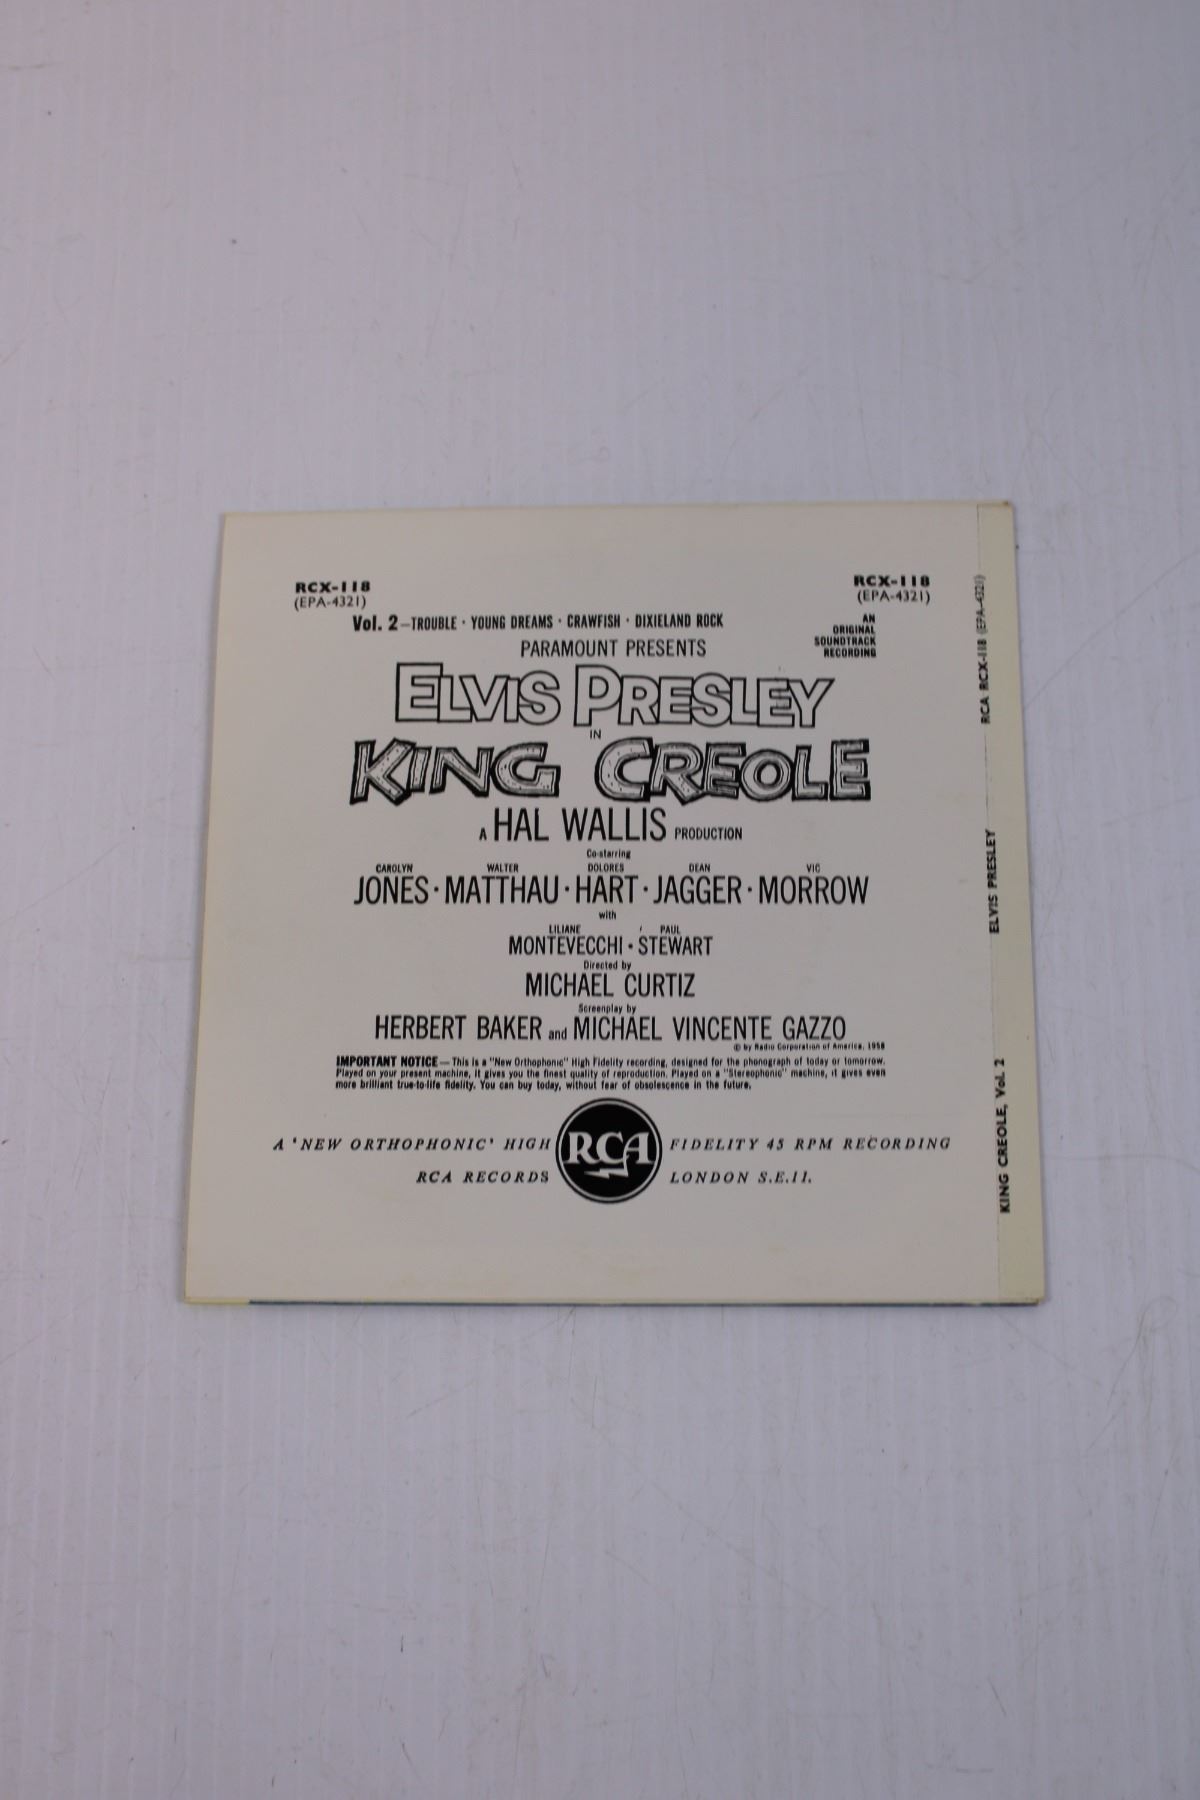 RCX-118
(EPA-4321)
RCX-118
(EPA-4321)
Vol. 2—TROUBLE · YOUNG DREAMS · CRAWFISH · DIXIELAND ROCK
AN
ORIGINAL
SOUNDTRACK
RECORDING
PARAMOUNT PRESENTS
ELVIS PRESLEY
IN
KING CREOLE
A HAL WALLIS PRODUCTION
Co-starring
CAROLYN WALTER DOLORES DEAN VIC
JONES · MATTHAU · HART · JAGGER · MORROW
with
LILIANE PAUL
MONTEVECCHI · STEWART
Directed by
MICHAEL CURTIZ
Screenplay by
HERBERT BAKER and MICHAEL VINCENTE GAZZO
© by Radio Corporation of America, 1958
IMPORTANT NOTICE—This is a "New Orthophonic" High Fidelity recording, designed for the phonograph of today or tomorrow.
Played on your present machine, it gives you the finest quality of reproduction. Played on a "Stereophonic" machine, it gives even
more brilliant true-to-life fidelity. You can buy today, without fear of obsolescence in the future.
A 'NEW ORTHOPHONIC' HIGH RCA FIDELITY 45 RPM RECORDING
RCA RECORDS LONDON S.E.11.
RCA RCX-118 (EPA-4321)
ELVIS PRESLEY
KING CREOLE, Vol. 2